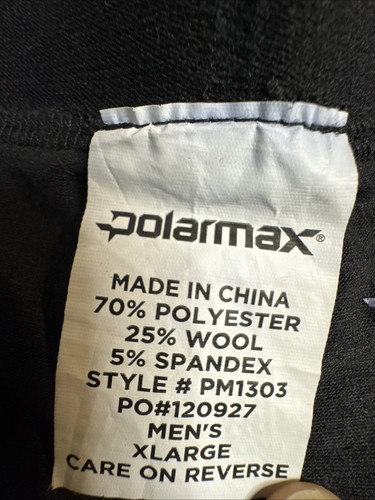 polarmax®
MADE IN CHINA
70% POLYESTER
25% WOOL
5% SPANDEX
STYLE # PM1303
PO#120927
MEN'S
XLARGE
CARE ON REVERSE